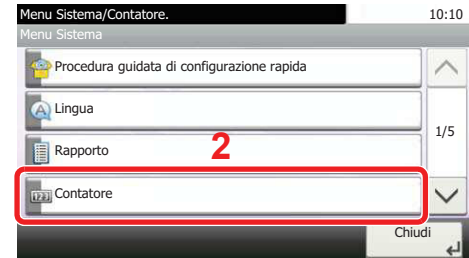 Menu Sistema/Contatore. 10:10
Menu Sistema
Procedura guidata di configurazione rapida
Lingua
1/5
Rapporto
2
123 Contatore
Chiudi